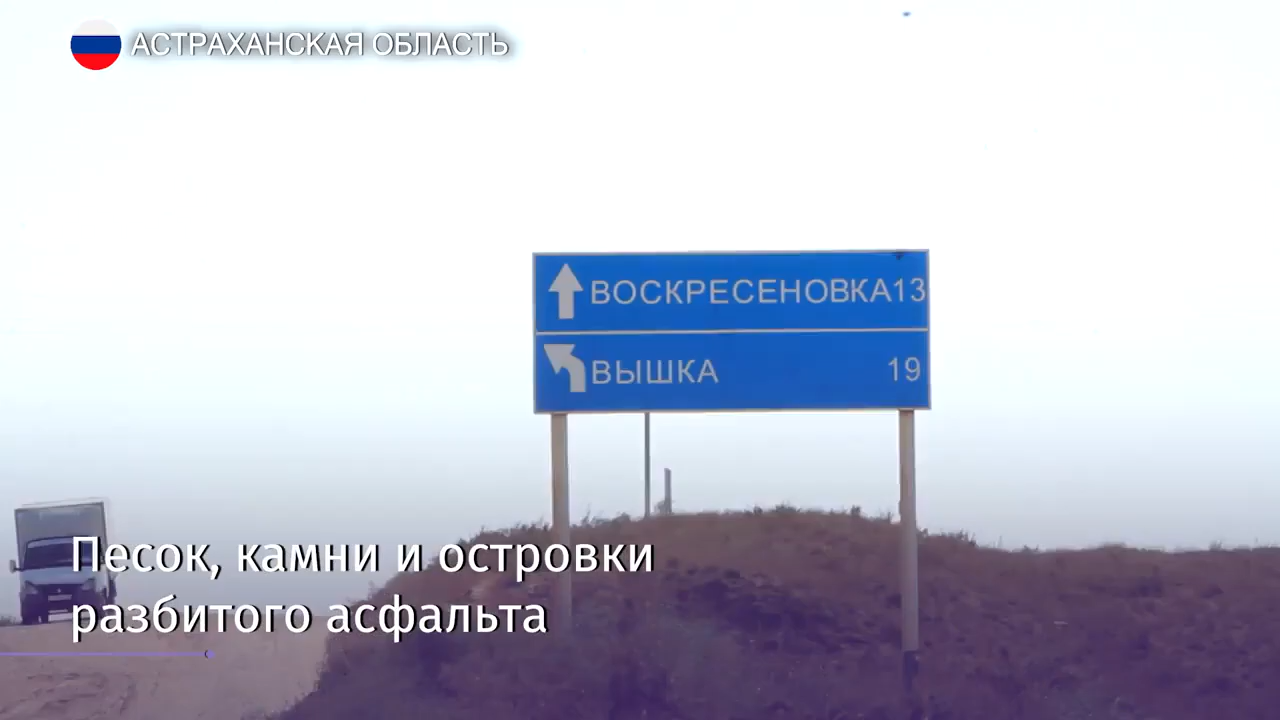 АСТРАХАНСКАЯ ОБЛАСТЬ
ВОСКРЕСЕНОВКА 13
ВЫШКА 19
Песок, камни и островки
разбитого асфальта